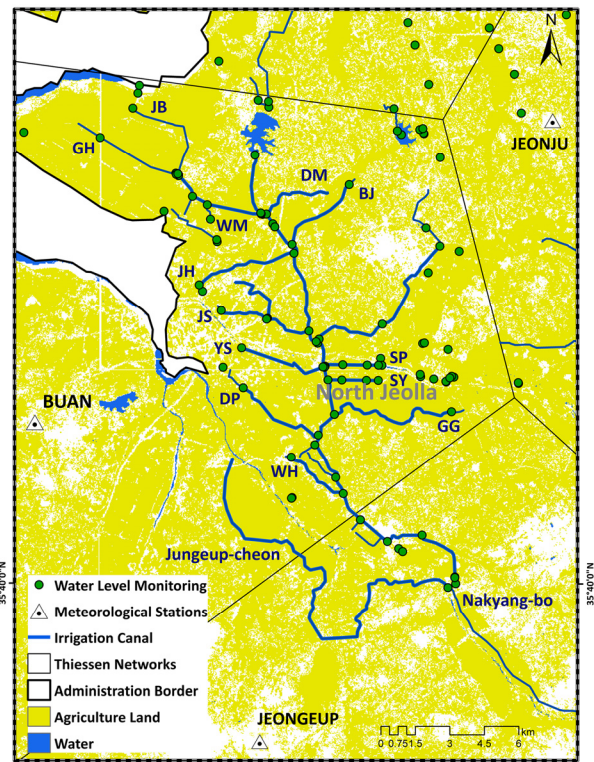 N
JB
JEONJU
GH
DM
BJ
WM
JH
JS
YS
SP
SY
North Jeolla
DP
BUAN
GG
WH
Jungeup-cheon
35°40'0"N
35°40'0"N
Nakyang-bo
Water Level Monitoring
Meteorological Stations
Irrigation Canal
Thiessen Networks
Administration Border
Agriculture Land
Water
JEONGEUP
km
0 0.751.5 3 4.5 6